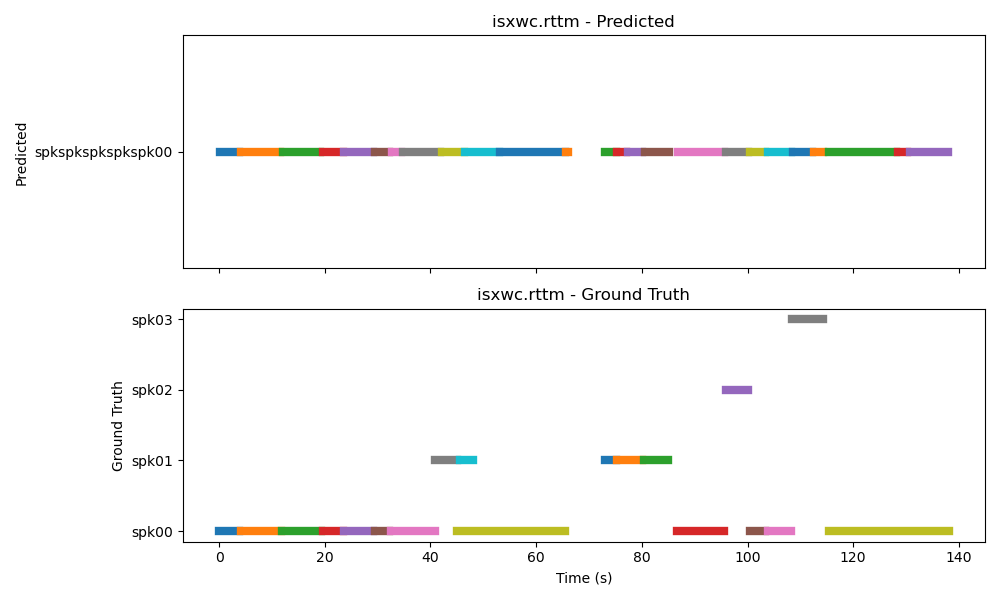 isxwc.rttm - Predicted
Predicted
spkspkspkspkspk00
isxwc.rttm - Ground Truth
Ground Truth
spk03
spk02
spk01
spk00
0 20 40 60 80 100 120 140
Time (s)